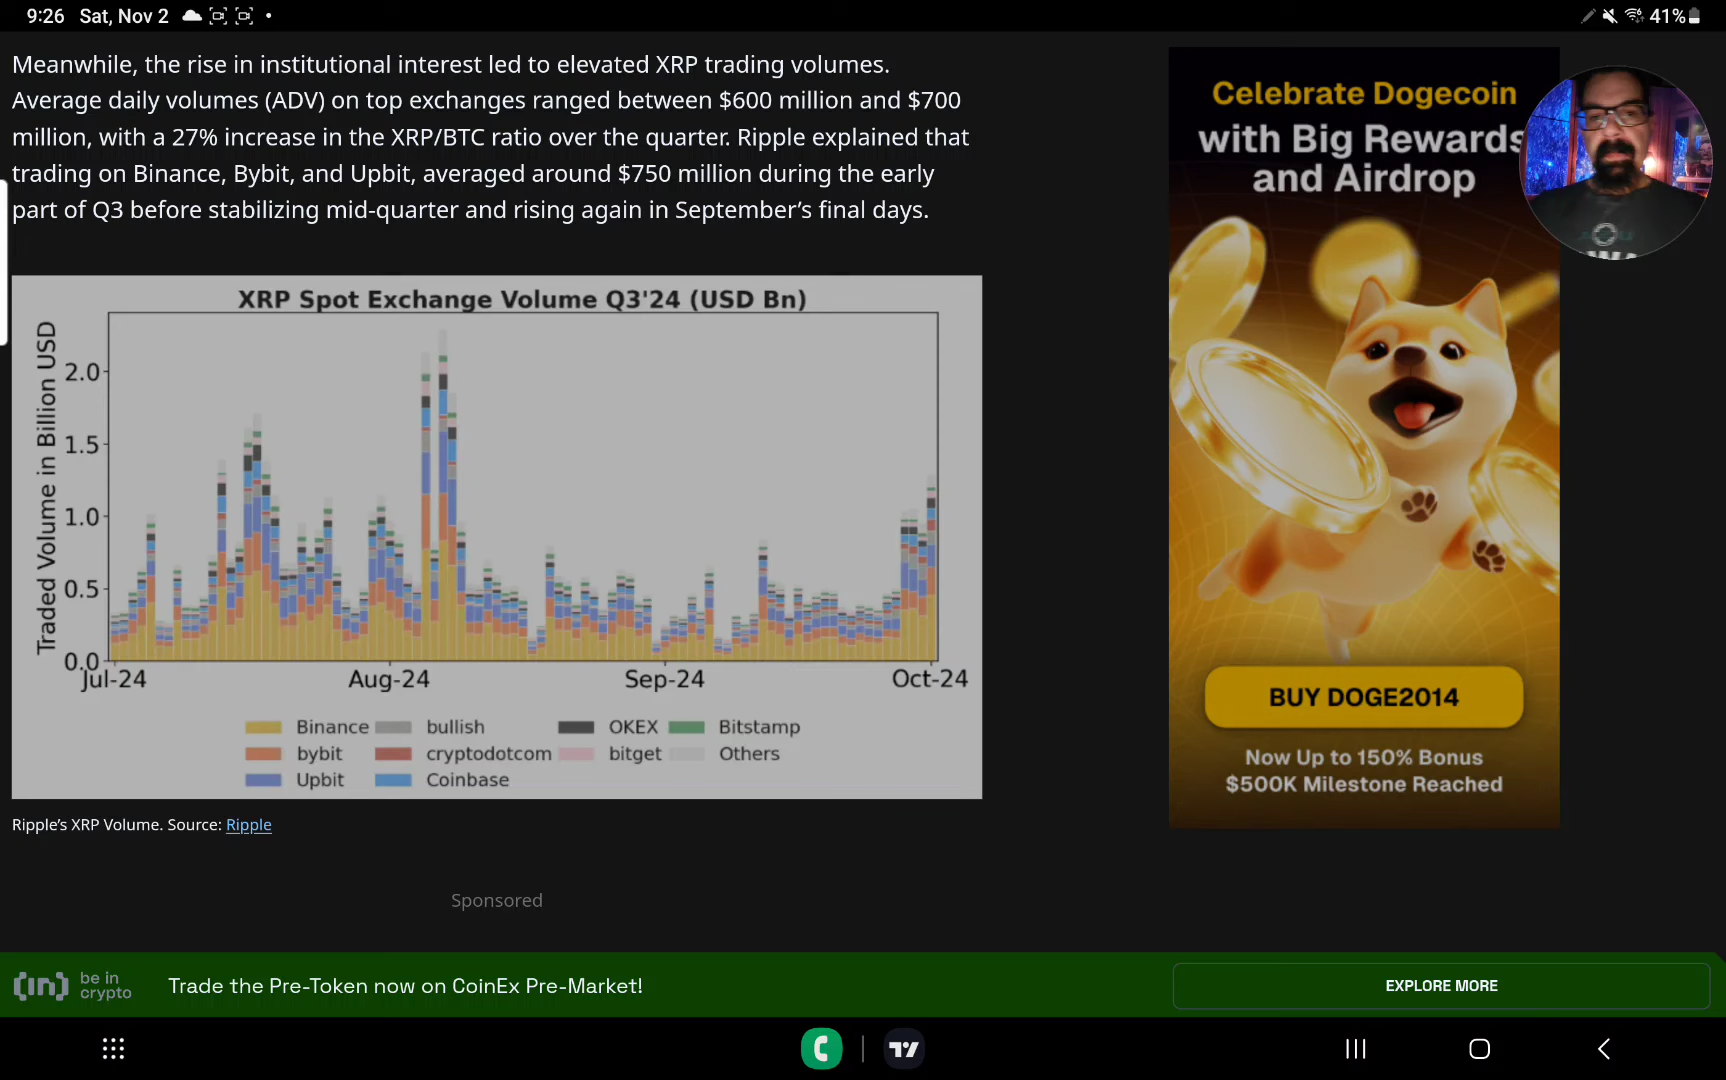 9:26 Sat, Nov 2
41%
Meanwhile, the rise in institutional interest led to elevated XRP trading volumes.
Average daily volumes (ADV) on top exchanges ranged between $600 million and $700
million, with a 27% increase in the XRP/BTC ratio over the quarter. Ripple explained that
trading on Binance, Bybit, and Upbit, averaged around $750 million during the early
part of Q3 before stabilizing mid-quarter and rising again in September’s final days.
XRP Spot Exchange Volume Q3'24 (USD Bn)
Traded Volume in Billion USD
2.0
1.5
1.0
0.5
0.0
Jul-24 Aug-24 Sep-24 Oct-24
Binance bullish OKEX Bitstamp
bybit cryptodotcom bitget Others
Upbit Coinbase
Ripple’s XRP Volume. Source: Ripple
Sponsored
Celebrate Dogecoin
with Big Rewards
and Airdrop
BUY DOGE2014
Now Up to 150% Bonus
$500K Milestone Reached
[in] be in
crypto
Trade the Pre-Token now on CoinEx Pre-Market!
EXPLORE MORE